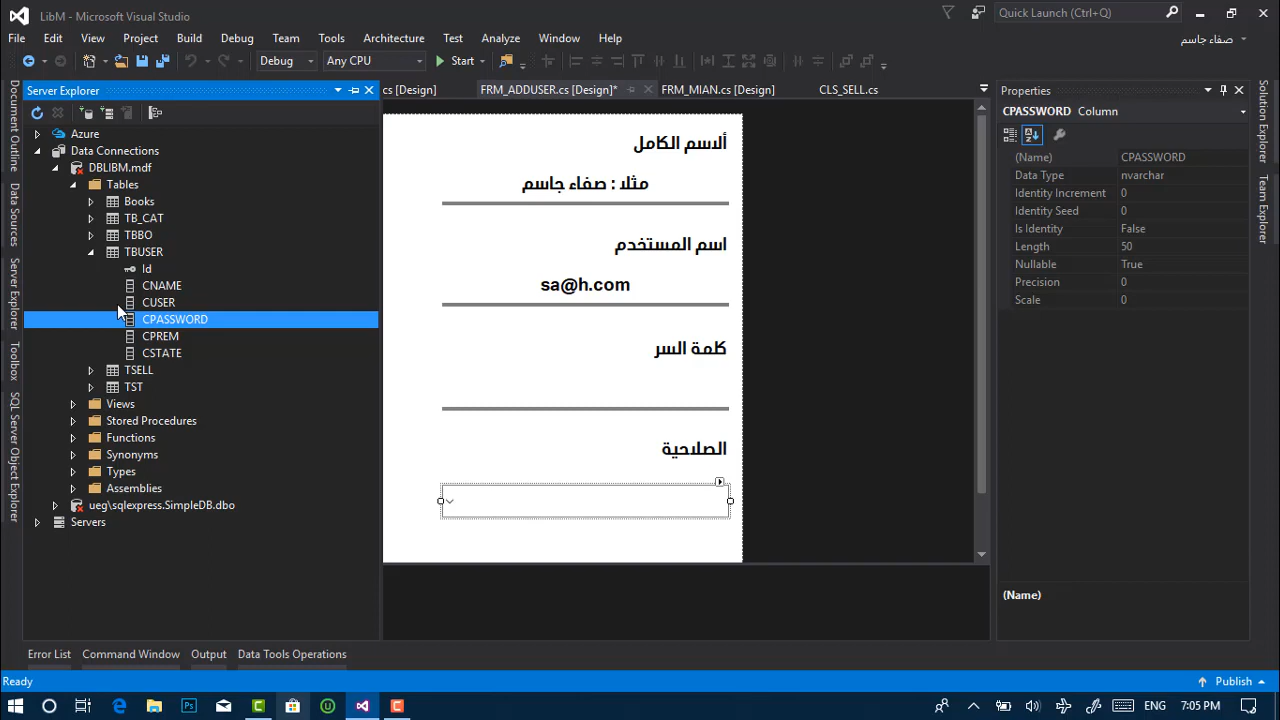 LibM - Microsoft Visual Studio
Quick Launch (Ctrl+Q)
File Edit View Project Build Debug Team Tools Architecture Test Analyze Window Help
صفاء جاسم
Debug Any CPU Start
Server Explorer
cs [Design] FRM_ADDUSER.cs [Design]* FRM_MIAN.cs [Design] CLS_SELL.cs
Properties
CPASSWORD Column
Azure
Data Connections
DBLIBM.mdf
Tables
Books
TB_CAT
TBBO
TBUSER
Id
CNAME
CUSER
CPASSWORD
CPREM
CSTATE
TSELL
TST
Views
Stored Procedures
Functions
Synonyms
Types
Assemblies
ueg\sqlexpress.SimpleDB.dbo
Servers
Document Outline
Data Sources
Server Explorer
Toolbox
SQL Server Object Explorer
ألاسم الكامل
مثلا : صفاء جاسم
اسم المستخدم
sa@h.com
كلمة السر
الصلاحية
(Name) CPASSWORD
Data Type nvarchar
Identity Increment 0
Identity Seed 0
Is Identity False
Length 50
Nullable True
Precision 0
Scale 0
(Name)
Solution Explorer
Team Explorer
Error List Command Window Output Data Tools Operations
Ready
Publish
ENG 7:05 PM